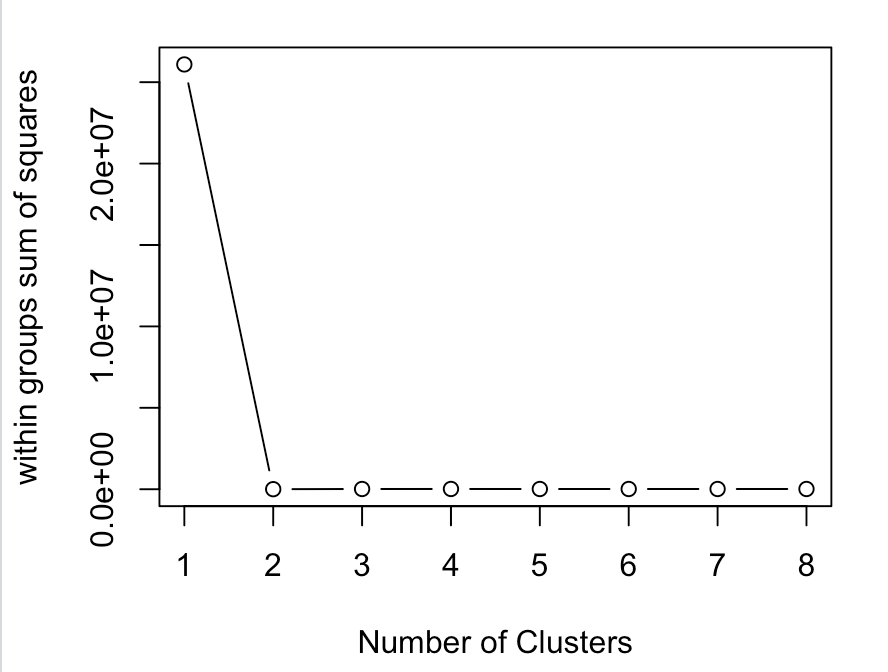 within groups sum of squares
2.0e+07
1.0e+07
0.0e+00
1 2 3 4 5 6 7 8
Number of Clusters